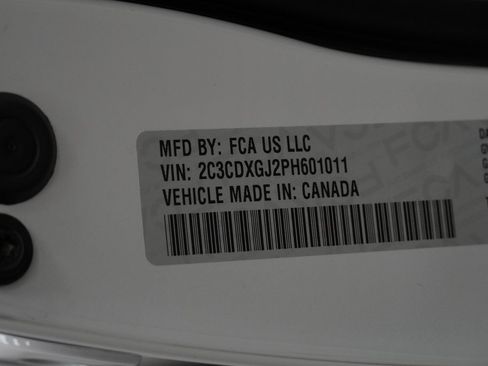 MFD BY: FCA US LLC
VIN: 2C3CDXGJ2PH601011
VEHICLE MADE IN: CANADA